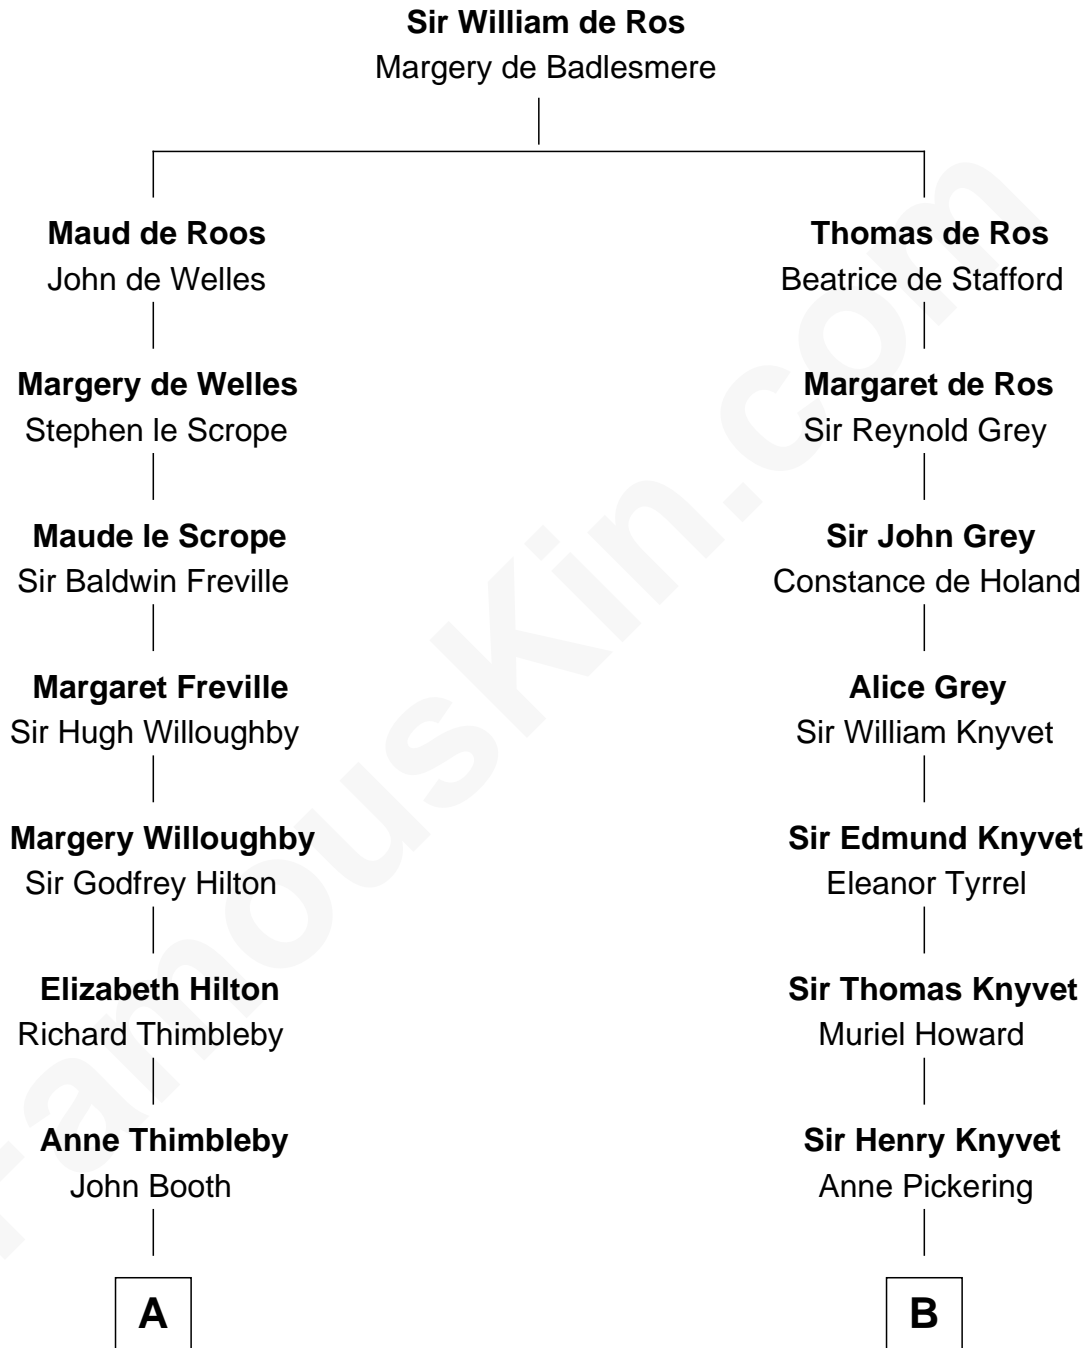 Sir William de Ros
Margery de Badlesmere
Maud de Roos
John de Welles
Thomas de Ros
Beatrice de Stafford
Margery de Welles
Stephen le Scrope
Margaret de Ros
Sir Reynold Grey
Maude le Scrope
Sir Baldwin Freville
Sir John Grey
Constance de Holand
Margaret Freville
Sir Hugh Willoughby
Alice Grey
Sir William Knyvet
Margery Willoughby
Sir Godfrey Hilton
Sir Edmund Knyvet
Eleanor Tyrrel
Elizabeth Hilton
Richard Thimbleby
Sir Thomas Knyvet
Muriel Howard
Anne Thimbleby
John Booth
Sir Henry Knyvet
Anne Pickering
A
B
FamousKin.com